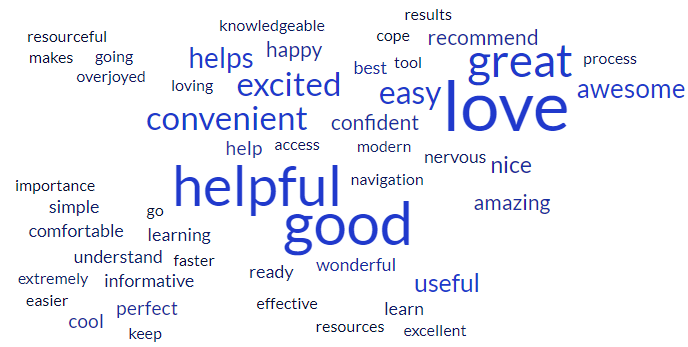 results
knowledgeable
resourceful
cope
recommend
makes
going
helps
happy
great
process
overjoyed
best
tool
loving
excited
easy
love
awesome
convenient
confident
help
access
modern
nervous
nice
helpful
navigation
importance
simple
go
good
amazing
comfortable
learning
understand
faster
extremely
informative
ready
wonderful
useful
easier
perfect
effective
learn
cool
keep
resources
excellent